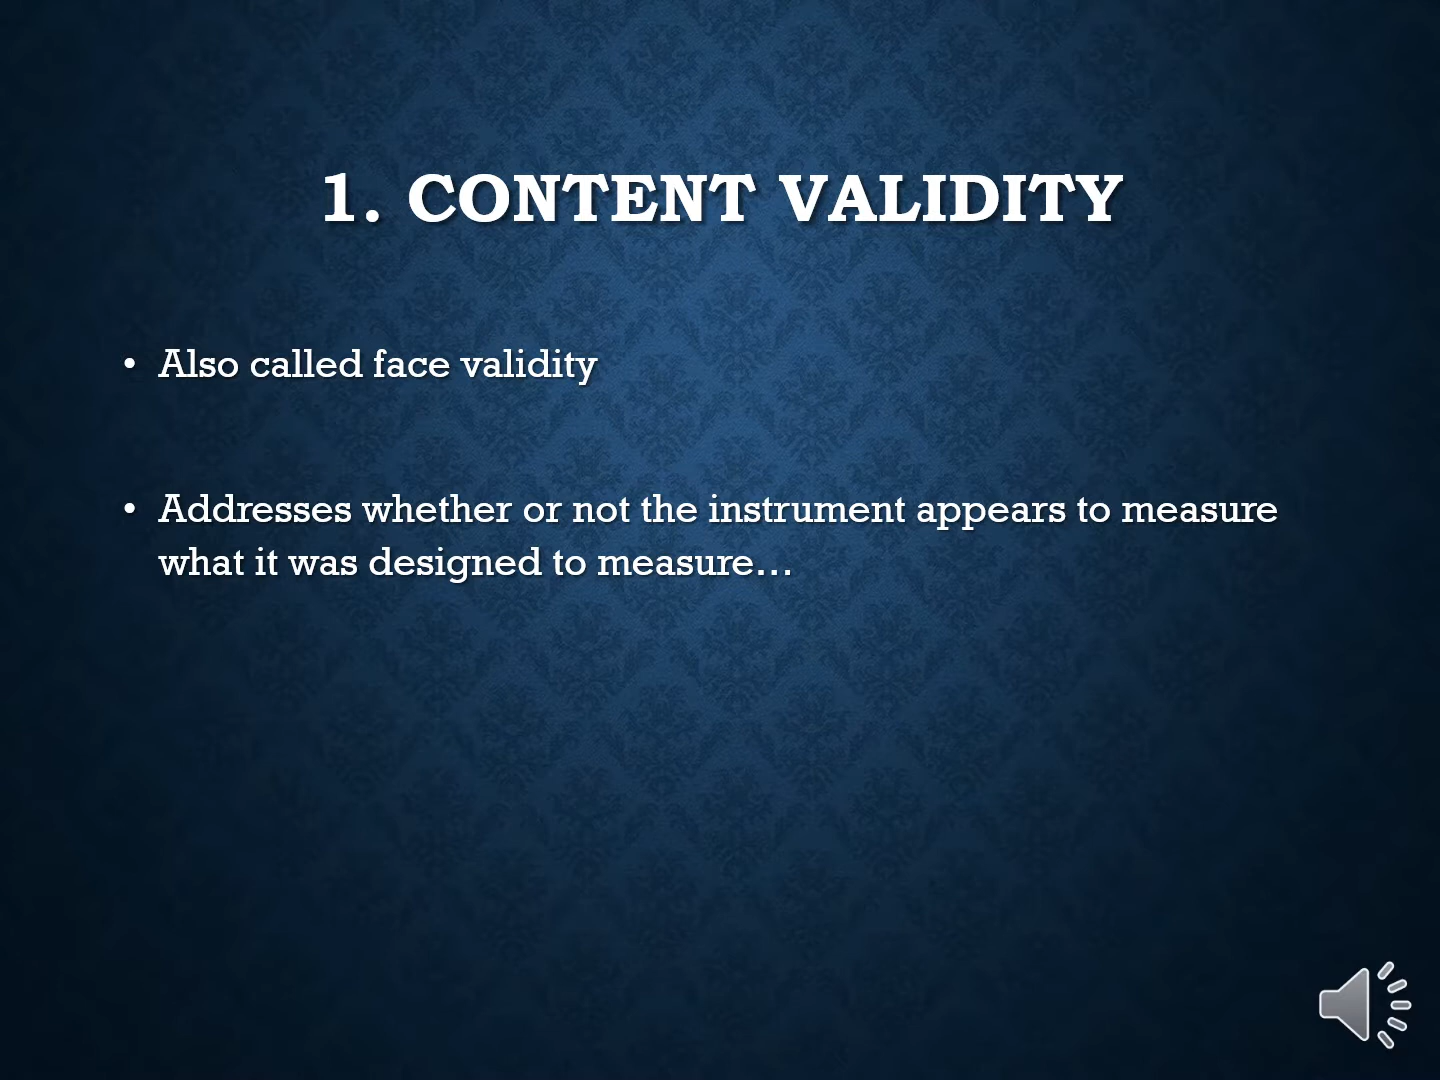 1. CONTENT VALIDITY
• Also called face validity
• Addresses whether or not the instrument appears to measure
what it was designed to measure…